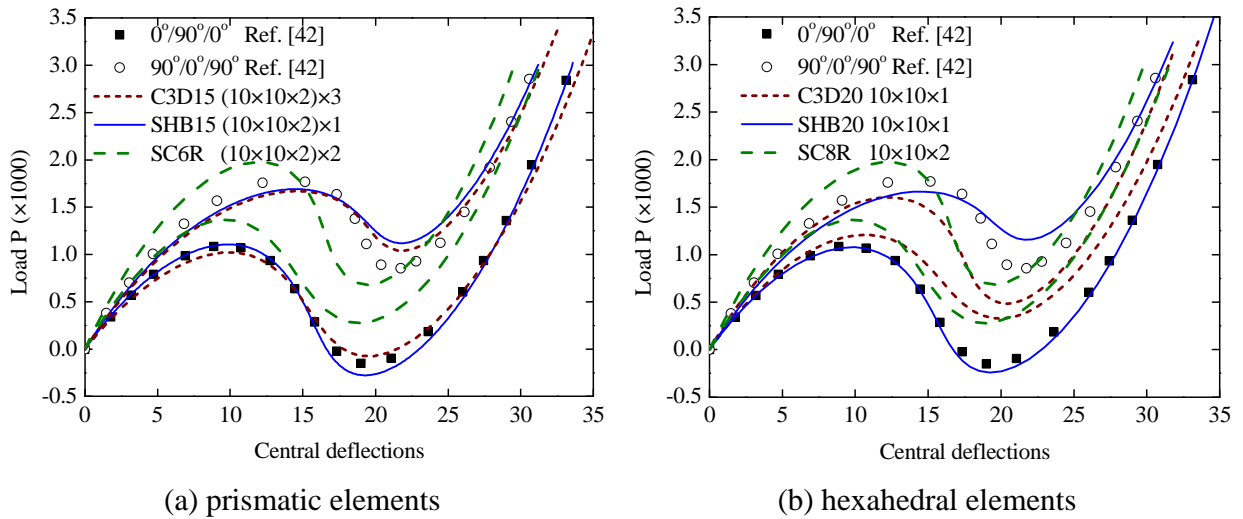 3.5
3.0
2.5
2.0
1.5
1.0
0.5
0.0
-0.5
Load P (×1000)
0 5 10 15 20 25 30 35
Central deflections
0°/90°/0° Ref. [42]
90°/0°/90° Ref. [42]
C3D15 (10×10×2)×3
SHB15 (10×10×2)×1
SC6R (10×10×2)×2
(a) prismatic elements
3.5
3.0
2.5
2.0
1.5
1.0
0.5
0.0
-0.5
Load P (×1000)
0 5 10 15 20 25 30 35
Central deflections
0°/90°/0° Ref. [42]
90°/0°/90° Ref. [42]
C3D20 10×10×1
SHB20 10×10×1
SC8R 10×10×2
(b) hexahedral elements